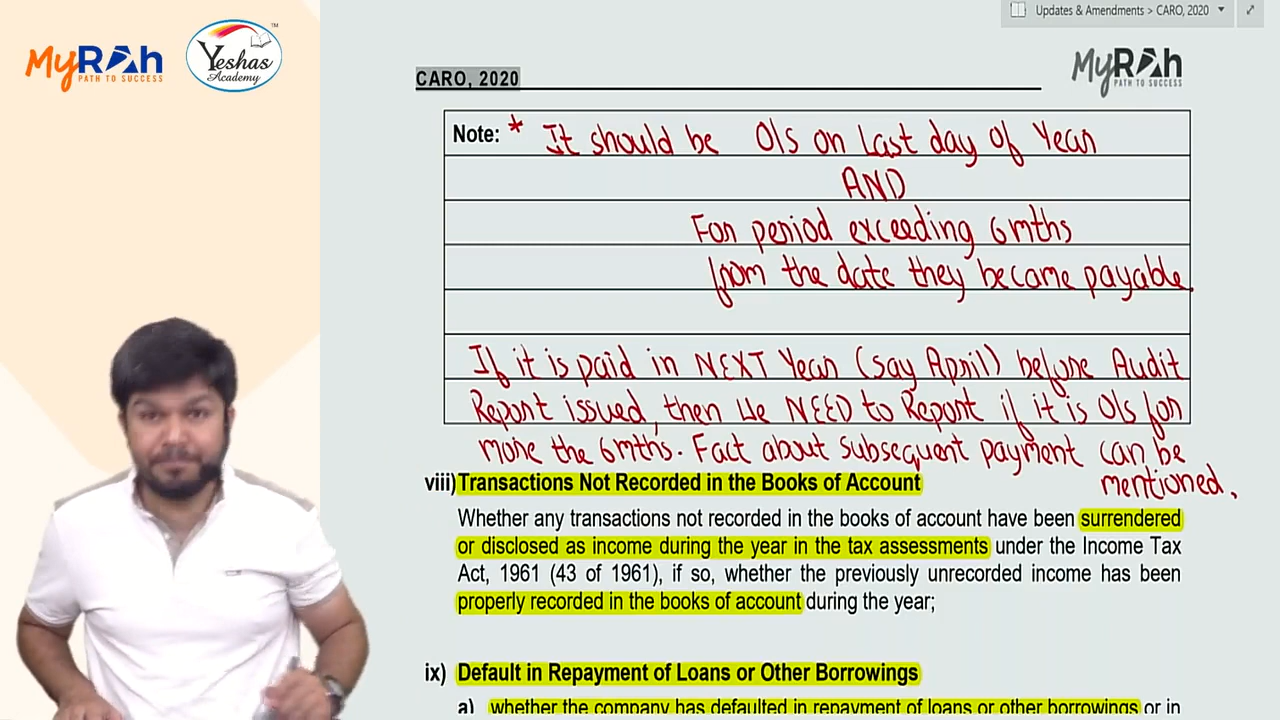 Updates & Amendments > CARO, 2020
MyRah
PATH TO SUCCESS
Yeshas
Academy
TM
MyRah
PATH TO SUCCESS
CARO, 2020
Note: * It should be O/s on Last day of Year
AND
For period exceeding 6 mths
from the date they became payable.
If it is paid in NEXT Year (say April) before Audit
Report issued, then we NEED to Report if it is O/s for
more the 6 mths. Fact about subsequent payment can be
mentioned.
viii) Transactions Not Recorded in the Books of Account
Whether any transactions not recorded in the books of account have been surrendered
or disclosed as income during the year in the tax assessments under the Income Tax
Act, 1961 (43 of 1961), if so, whether the previously unrecorded income has been
properly recorded in the books of account during the year;
ix) Default in Repayment of Loans or Other Borrowings
a) whether the company has defaulted in repayment of loans or other borrowings or in